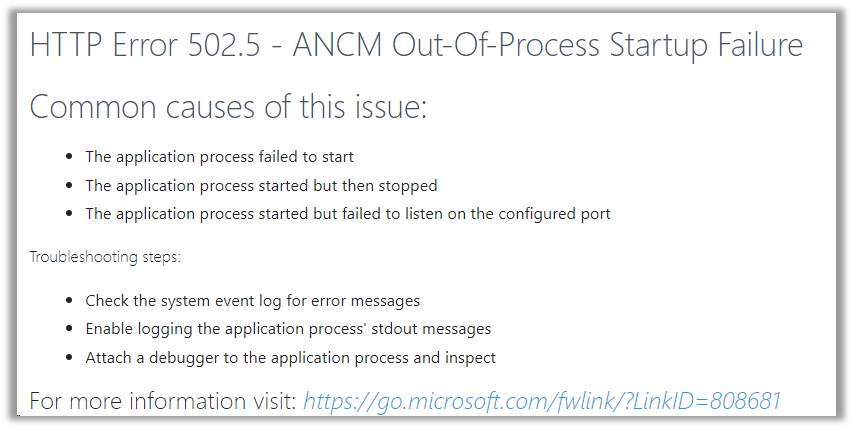 HTTP Error 502.5 - ANCM Out-Of-Process Startup Failure
Common causes of this issue:
• The application process failed to start
• The application process started but then stopped
• The application process started but failed to listen on the configured port
Troubleshooting steps:
• Check the system event log for error messages
• Enable logging the application process' stdout messages
• Attach a debugger to the application process and inspect
For more information visit: https://go.microsoft.com/fwlink/?LinkID=808681